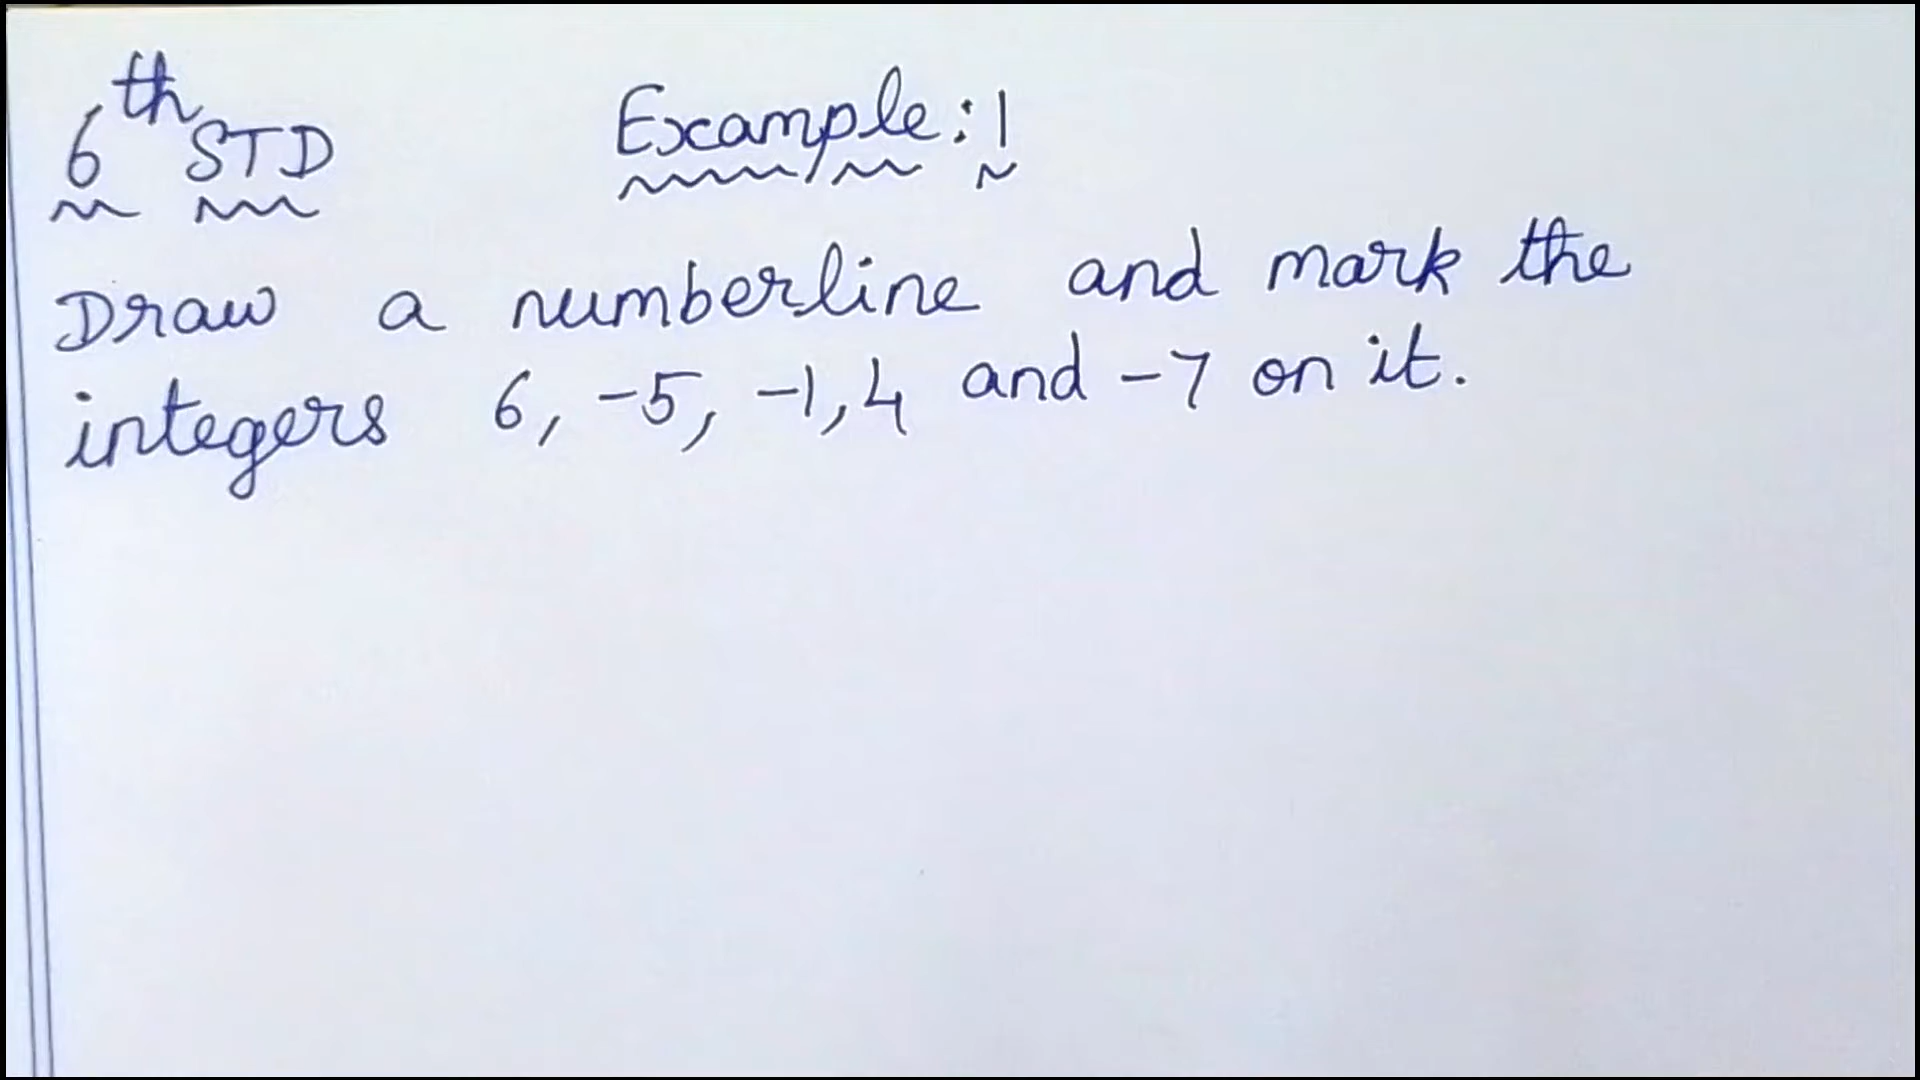 6th STD Example: 1
Draw a numberline and mark the
integers 6, -5, -1, 4 and -7 on it.